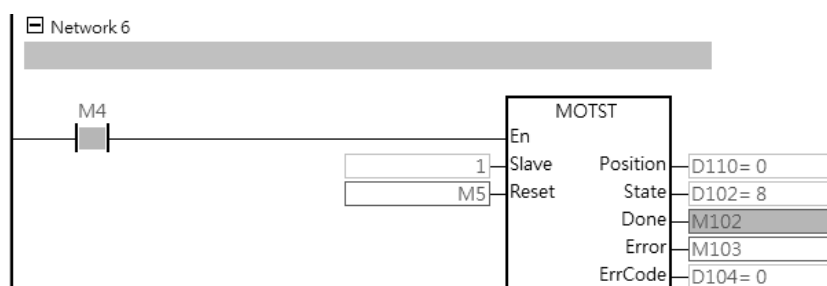 Network 6
M4
MOTST
En
1 Slave Position D110= 0
M5 Reset State D102= 8
Done M102
Error M103
ErrCode D104= 0